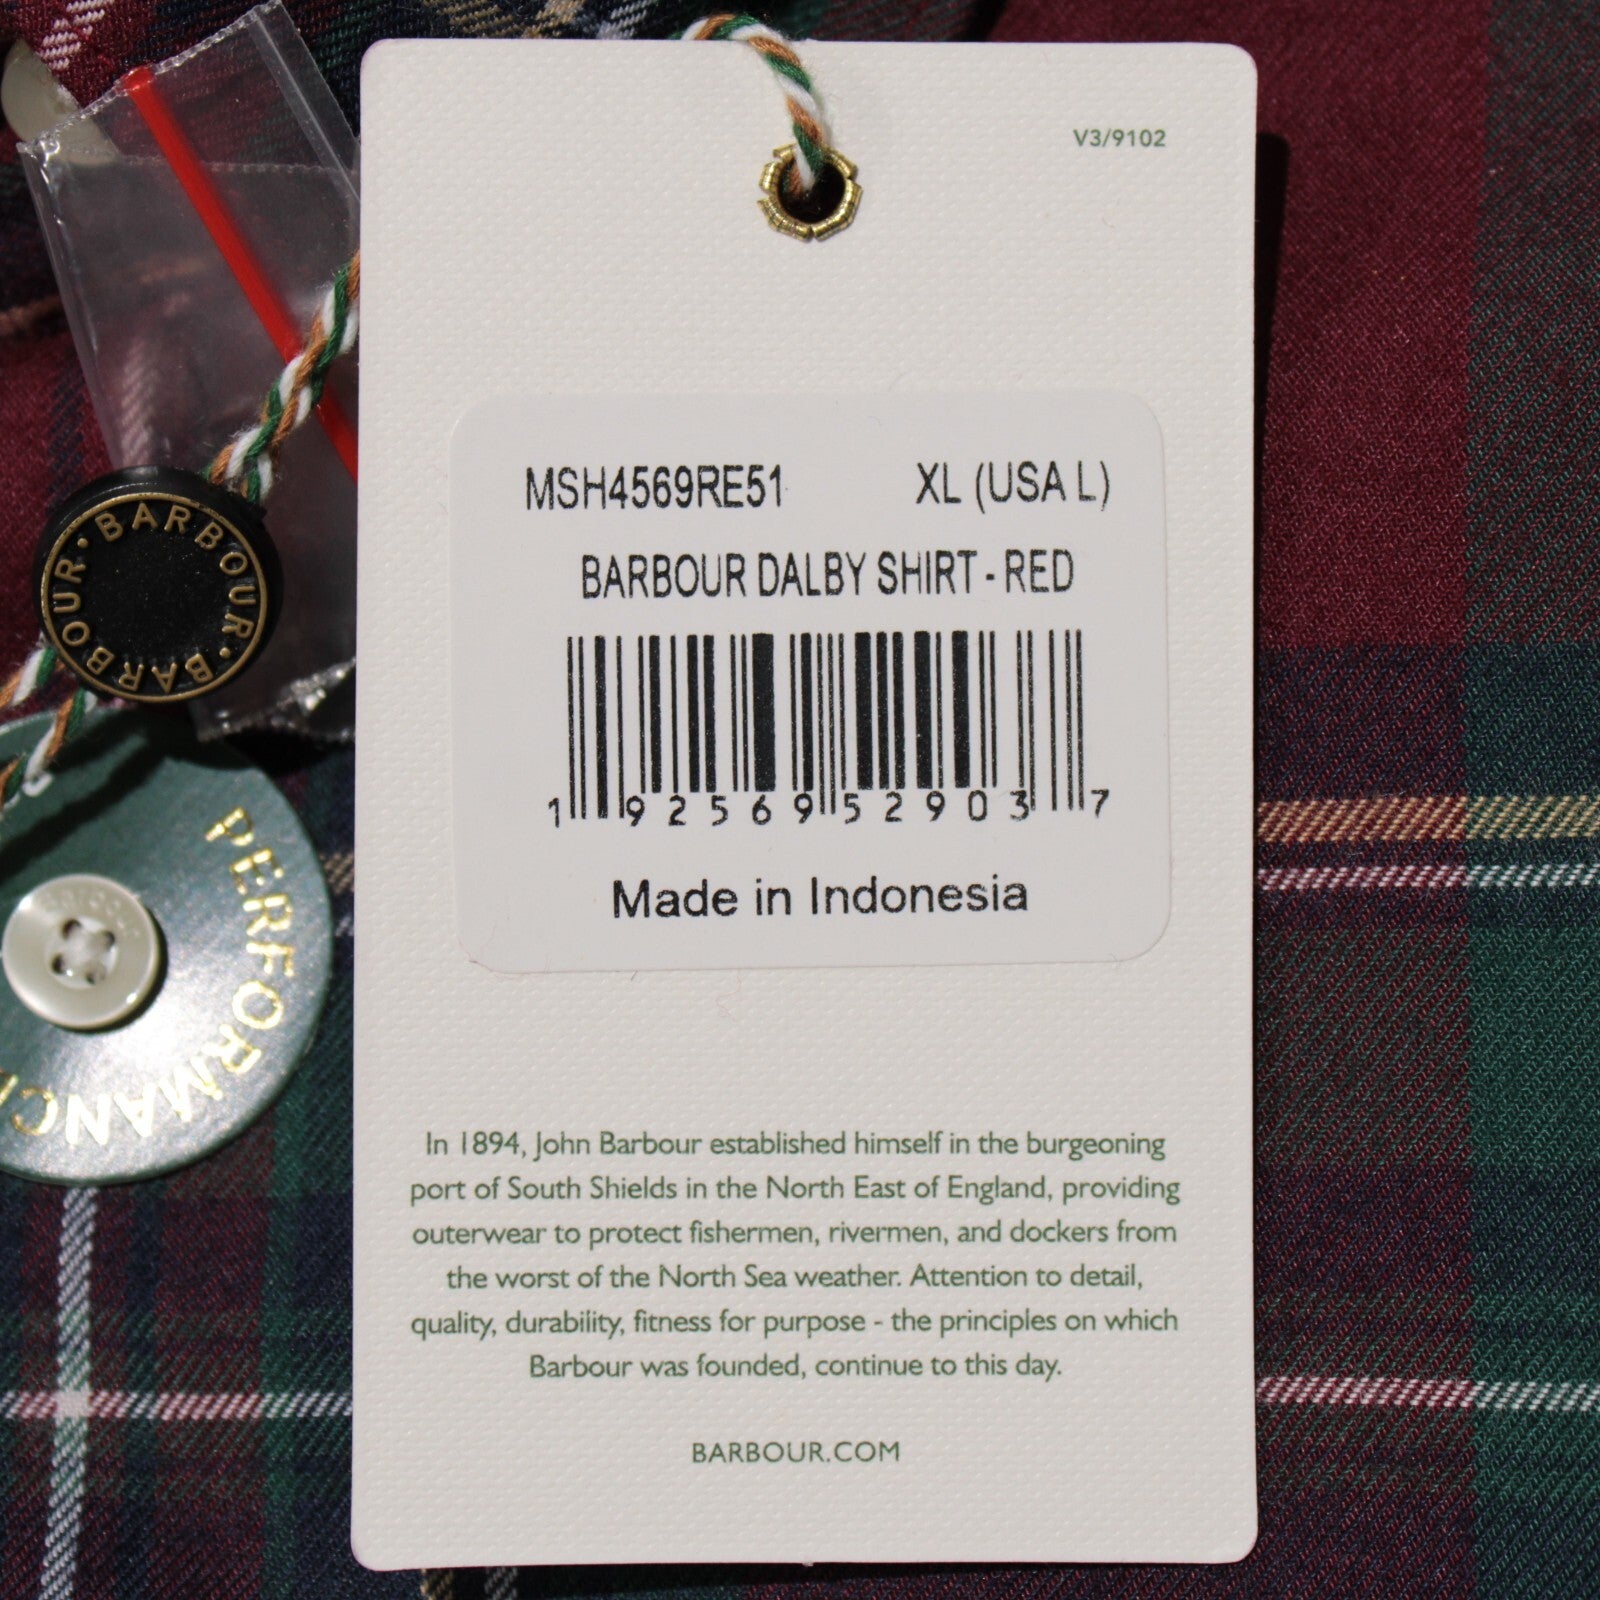 V3/9102
MSH4569RE51 XL (USA L)
BARBOUR DALBY SHIRT - RED
1 92569 52903 7
Made in Indonesia
In 1894, John Barbour established himself in the burgeoning
port of South Shields in the North East of England, providing
outerwear to protect fishermen, rivermen, and dockers from
the worst of the North Sea weather. Attention to detail,
quality, durability, fitness for purpose - the principles on which
Barbour was founded, continue to this day.
BARBOUR.COM
BARBOUR · BARBOUR · BARBOUR
PERFORMANC